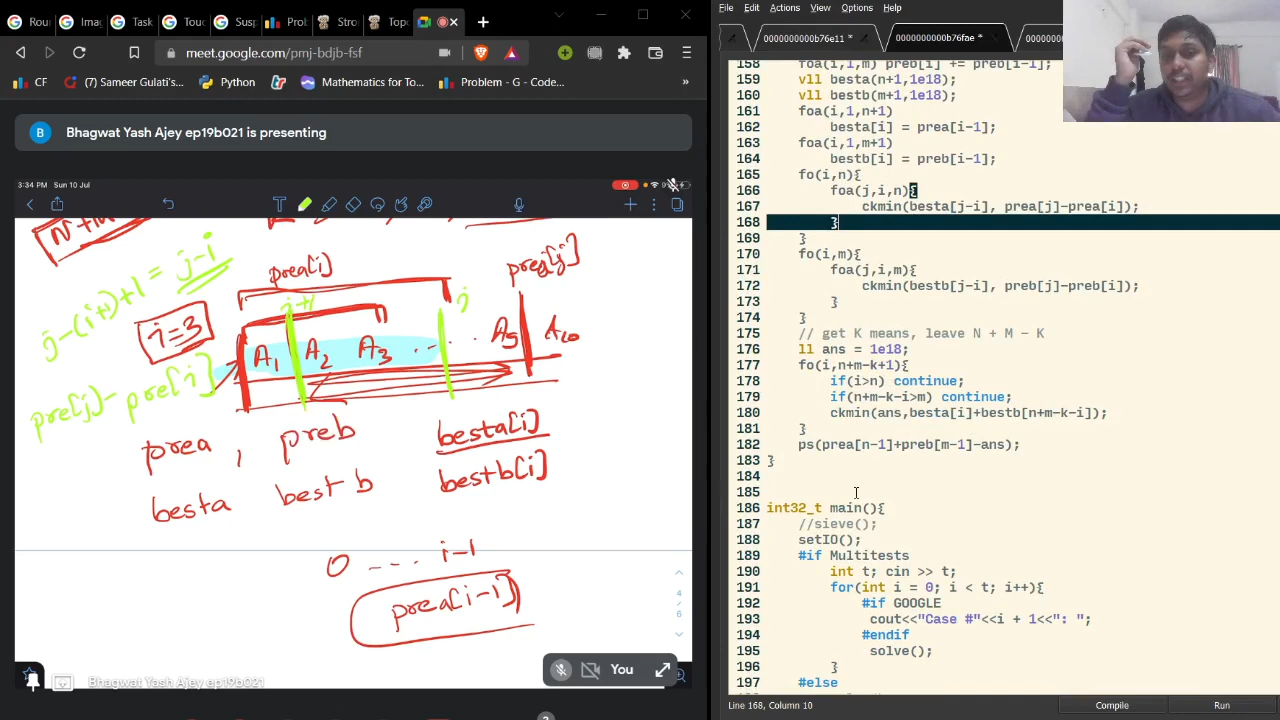 Rour
Imag
Task
Touc
Susp
Prob
Stro
Topc
meet.google.com/pmj-bdjb-fsf
CF
(7) Sameer Gulati's...
Python
Mathematics for To...
Problem - G - Code...
»
B
Bhagwat Yash Ajey ep19b021 is presenting
3:34 PM Sun 10 Jul
prea[i]
j-(i+1)+1 = j-i
i=3
A1 A2 A3 ... A9 A10
j
pre[j]-pre[i]
prea , preb besta[i]
besta best b bestb[i]
0 .... i-1
prea[i-1]
4
/
6
You
Bhagwat Yash Ajey ep19b021
2
File Edit Actions View Options Help
0000000000b76e11 *
0000000000b76fae *
0000000000
158 foa(i,1,m) preb[i] += preb[i-1];
159 vll besta(n+1,1e18);
160 vll bestb(m+1,1e18);
161 foa(i,1,n+1)
162 besta[i] = prea[i-1];
163 foa(i,1,m+1)
164 bestb[i] = preb[i-1];
165 fo(i,n){
166 foa(j,i,n){
167 ckmin(besta[j-i], prea[j]-prea[i]);
168 }
169 }
170 fo(i,m){
171 foa(j,i,m){
172 ckmin(bestb[j-i], preb[j]-preb[i]);
173 }
174 }
175 // get K means, leave N + M - K
176 ll ans = 1e18;
177 fo(i,n+m-k+1){
178 if(i>n) continue;
179 if(n+m-k-i>m) continue;
180 ckmin(ans,besta[i]+bestb[n+m-k-i]);
181 }
182 ps(prea[n-1]+preb[m-1]-ans);
183 }
184
185
186 int32_t main(){
187 //sieve();
188 setIO();
189 #if Multitests
190 int t; cin >> t;
191 for(int i = 0; i < t; i++){
192 #if GOOGLE
193 cout<<"Case #"<<i + 1<<": ";
194 #endif
195 solve();
196 }
197 #else
Line 168, Column 10
Compile
Run